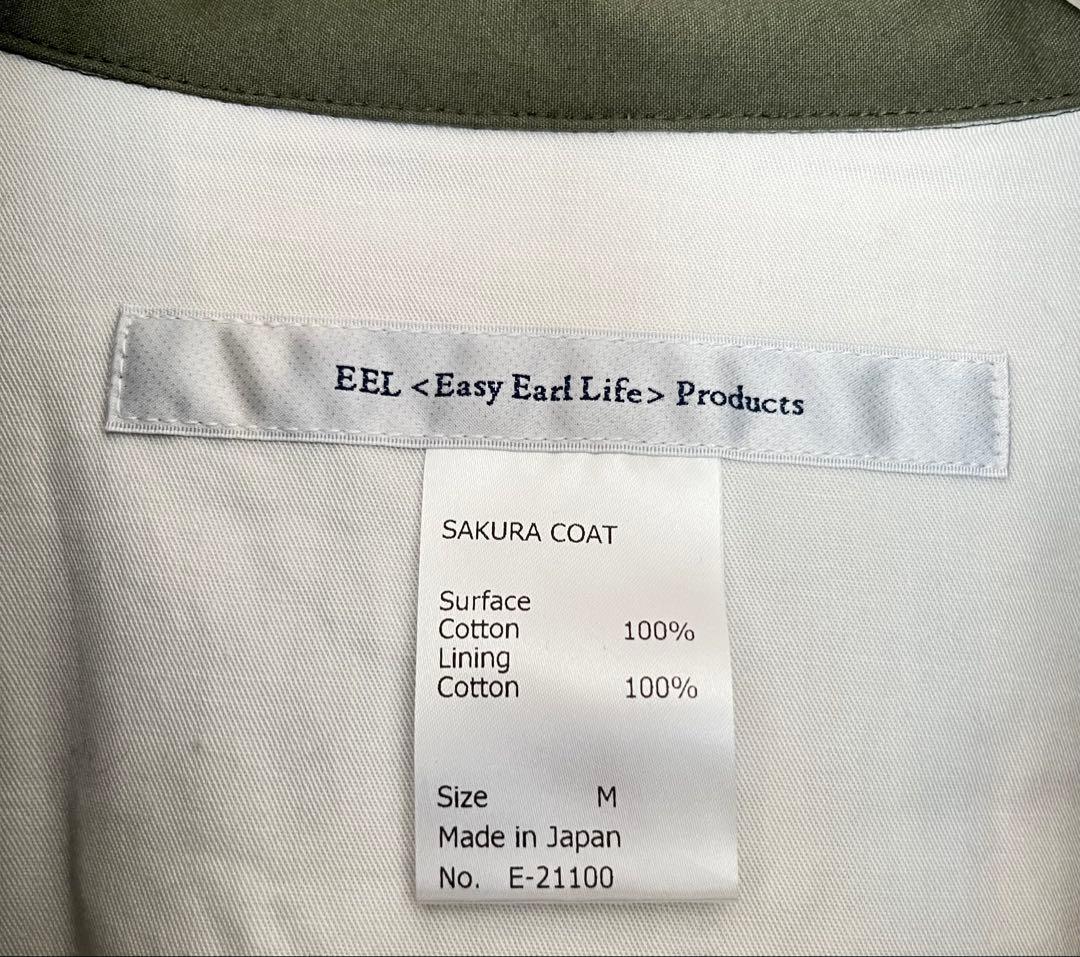 EEL <Easy Earl Life> Products
SAKURA COAT
Surface
Cotton 100%
Lining
Cotton 100%
Size M
Made in Japan
No. E-21100